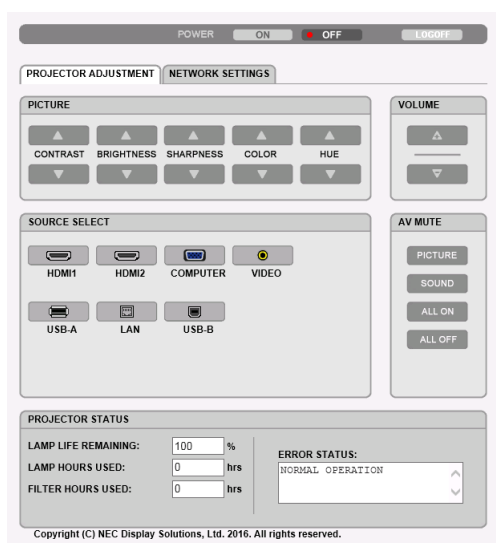 POWER ON OFF LOGOFF
PROJECTOR ADJUSTMENT NETWORK SETTINGS
PICTURE
CONTRAST BRIGHTNESS SHARPNESS COLOR HUE
VOLUME
SOURCE SELECT
HDMI1 HDMI2 COMPUTER VIDEO
USB-A LAN USB-B
AV MUTE
PICTURE
SOUND
ALL ON
ALL OFF
PROJECTOR STATUS
LAMP LIFE REMAINING: 100 %
LAMP HOURS USED: 0 hrs
FILTER HOURS USED: 0 hrs
ERROR STATUS:
NORMAL OPERATION
Copyright (C) NEC Display Solutions, Ltd. 2016. All rights reserved.